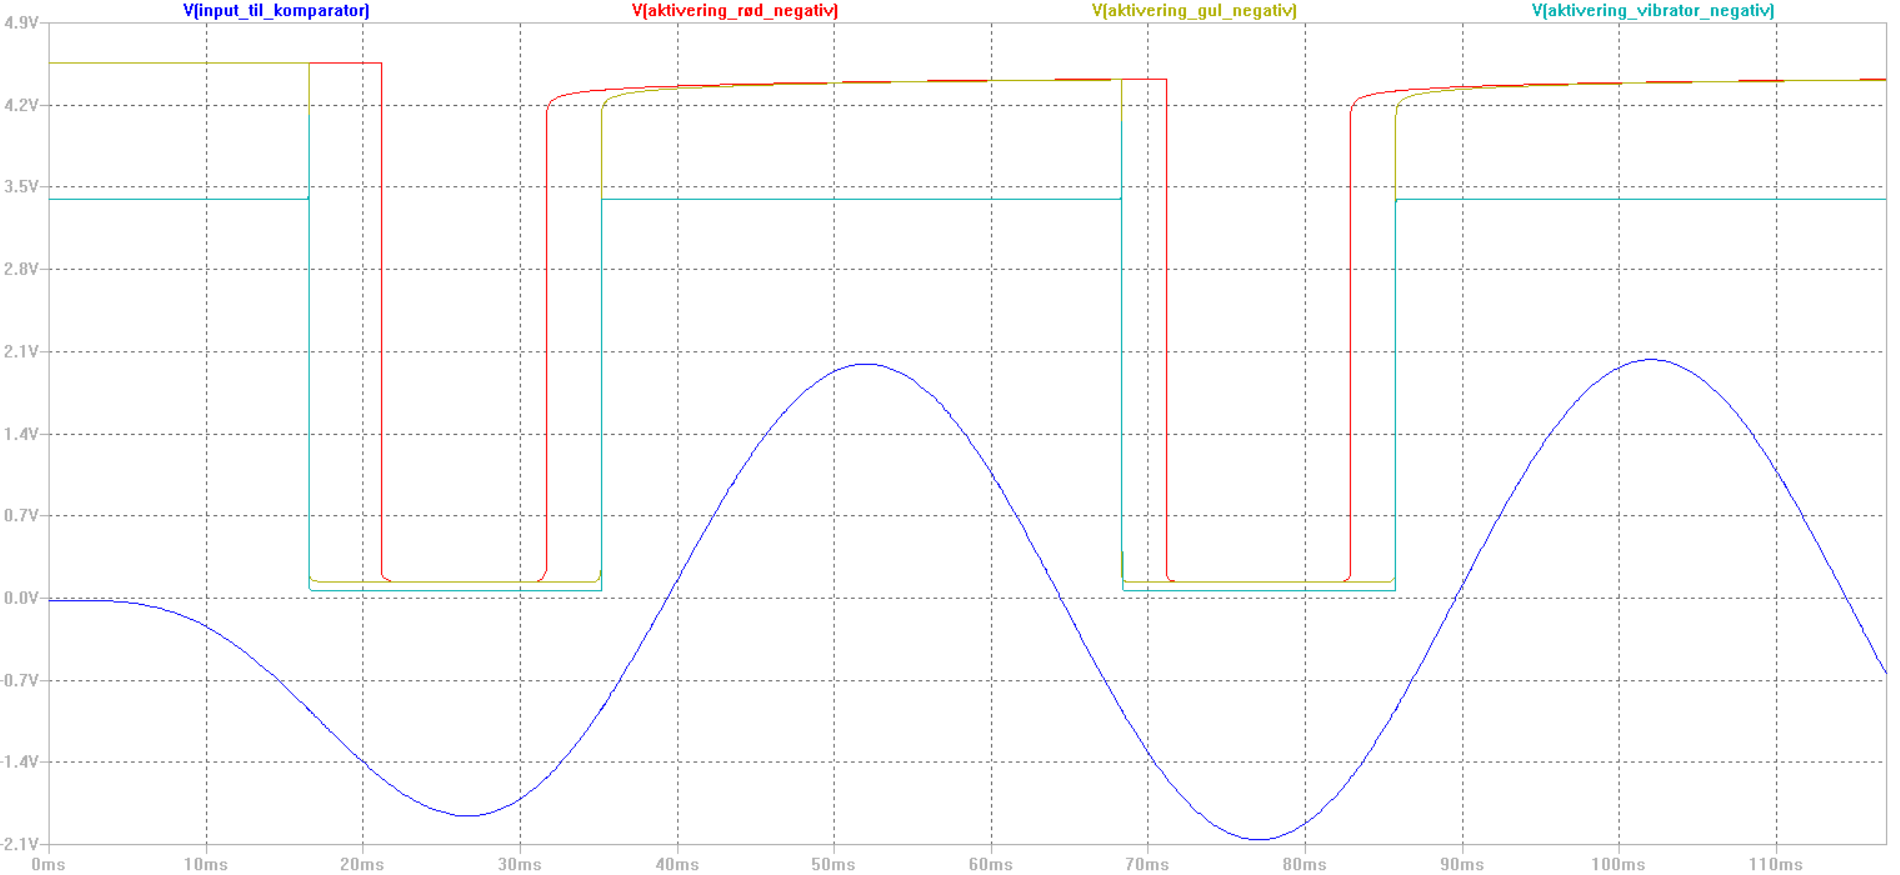 V(input_til_komparator) V(aktivering_rød_negativ) V(aktivering_gul_negativ) V(aktivering_vibrator_negativ)
4.9V
4.2V
3.5V
2.8V
2.1V
1.4V
0.7V
0.0V
-0.7V
-1.4V
-2.1V
0ms 10ms 20ms 30ms 40ms 50ms 60ms 70ms 80ms 90ms 100ms 110ms